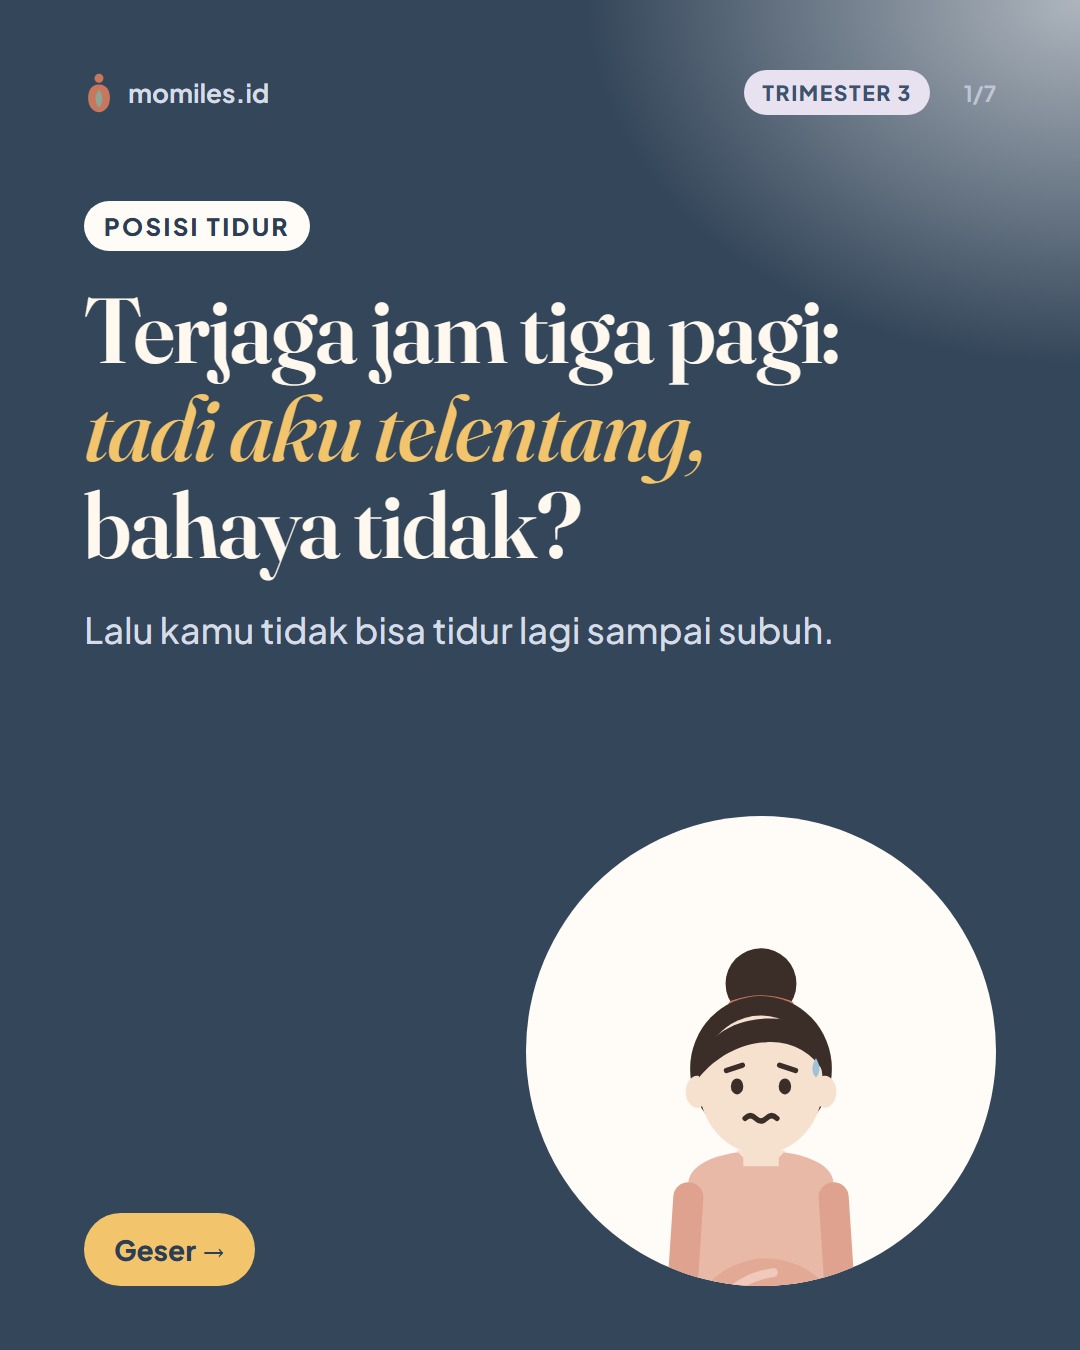 momiles.id
TRIMESTER 3
1/7
POSISI TIDUR
Terjaga jam tiga pagi:
tadi aku telentang,
bahaya tidak?
Lalu kamu tidak bisa tidur lagi sampai subuh.
Geser →